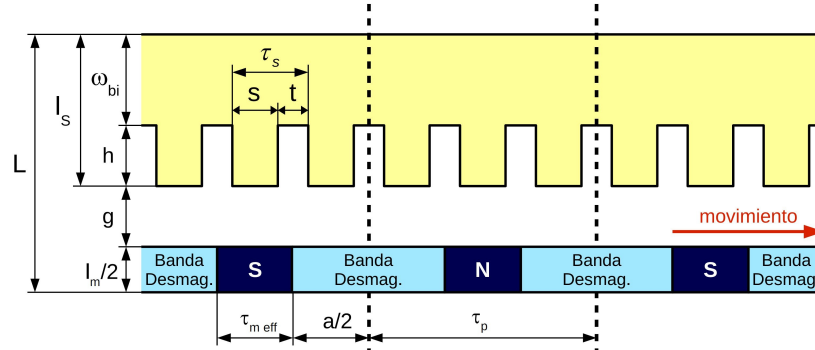 τs
ωbi
s
t
lS
h
L
g
movimiento
Banda
Desmag.
S
Banda
Desmag.
N
Banda
Desmag.
S
Banda
Desmag.
lm/2
τm eff
a/2
τp